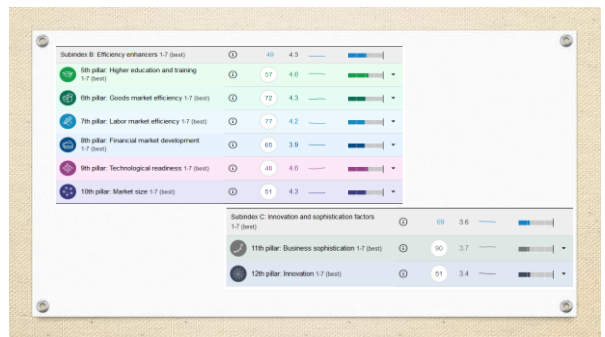 Subindex B: Efficiency enhancers 1-7 (best) 49 4.3
5th pillar: Higher education and training 57 4.6
1-7 (best)
6th pillar: Goods market efficiency 1-7 (best) 72 4.3
7th pillar: Labor market efficiency 1-7 (best) 77 4.2
8th pillar: Financial market development 65 3.9
1-7 (best)
9th pillar: Technological readiness 1-7 (best) 48 4.6
10th pillar: Market size 1-7 (best) 51 4.3
Subindex C: Innovation and sophistication factors 68 3.6
1-7 (best)
11th pillar: Business sophistication 1-7 (best) 90 3.7
12th pillar: Innovation 1-7 (best) 51 3.4